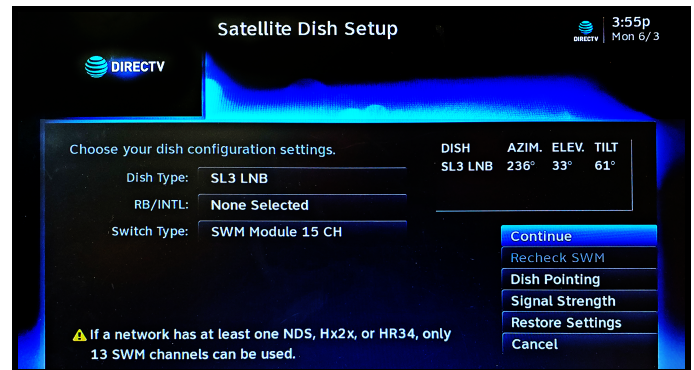 Satellite Dish Setup
DIRECTV
3:55p
Mon 6/3
DIRECTV
Choose your dish configuration settings.
Dish Type: SL3 LNB
RB/INTL: None Selected
Switch Type: SWM Module 15 CH
DISH AZIM. ELEV. TILT
SL3 LNB 236° 33° 61°
Continue
Recheck SWM
Dish Pointing
Signal Strength
Restore Settings
Cancel
If a network has at least one NDS, Hx2x, or HR34, only
13 SWM channels can be used.